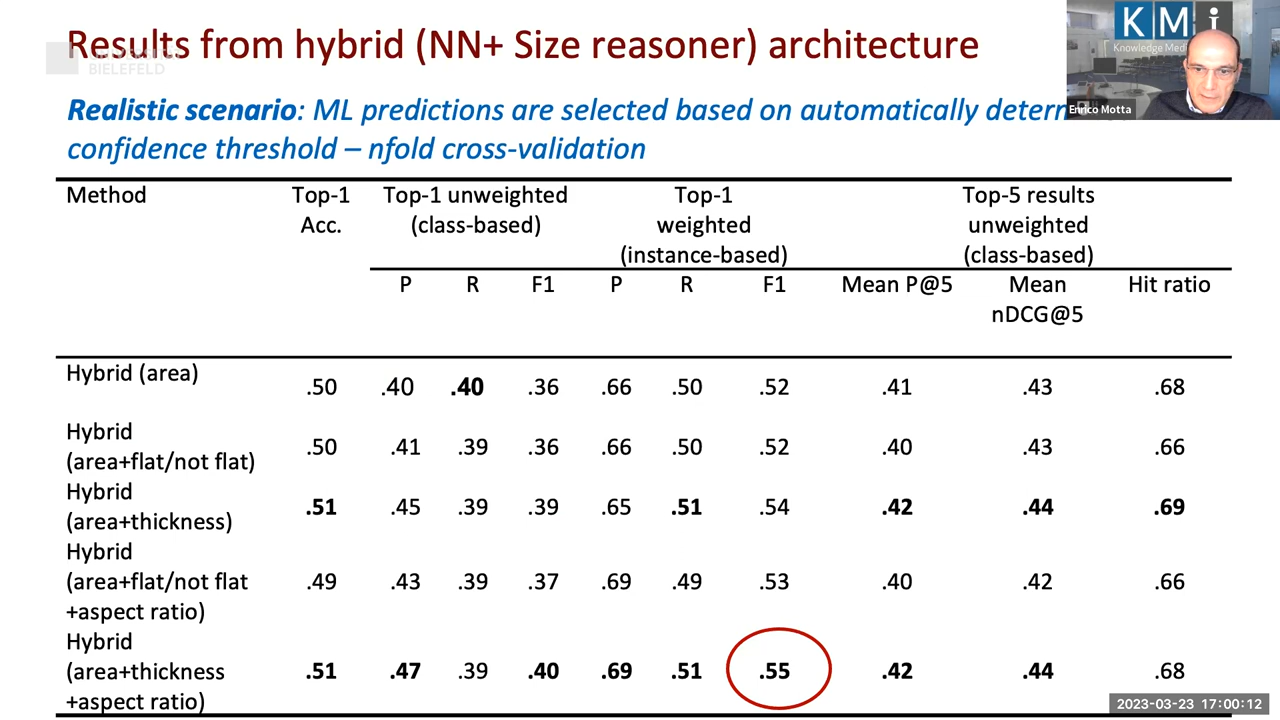 Results from hybrid (NN+ Size reasoner) architecture
BIELEFELD
KMi
Knowledge Medi
Enrico Motta
Realistic scenario: ML predictions are selected based on automatically determ
confidence threshold – nfold cross-validation
Method Top-1 Acc. Top-1 unweighted (class-based) Top-1 weighted (instance-based) Top-5 results unweighted (class-based)
P R F1 P R F1 Mean P@5 Mean nDCG@5 Hit ratio
Hybrid (area) .50 .40 .40 .36 .66 .50 .52 .41 .43 .68
Hybrid (area+flat/not flat) .50 .41 .39 .36 .66 .50 .52 .40 .43 .66
Hybrid (area+thickness) .51 .45 .39 .39 .65 .51 .54 .42 .44 .69
Hybrid (area+flat/not flat +aspect ratio) .49 .43 .39 .37 .69 .49 .53 .40 .42 .66
Hybrid (area+thickness +aspect ratio) .51 .47 .39 .40 .69 .51 .55 .42 .44 .68
2023-03-23 17:00:12